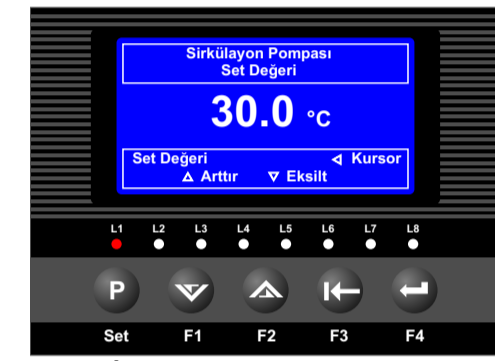 Sirkülayon Pompası
Set Değeri
30.0 °C
Set Değeri Kursor
Arttır Eksilt
L1 L2 L3 L4 L5 L6 L7 L8
P
Set F1 F2 F3 F4